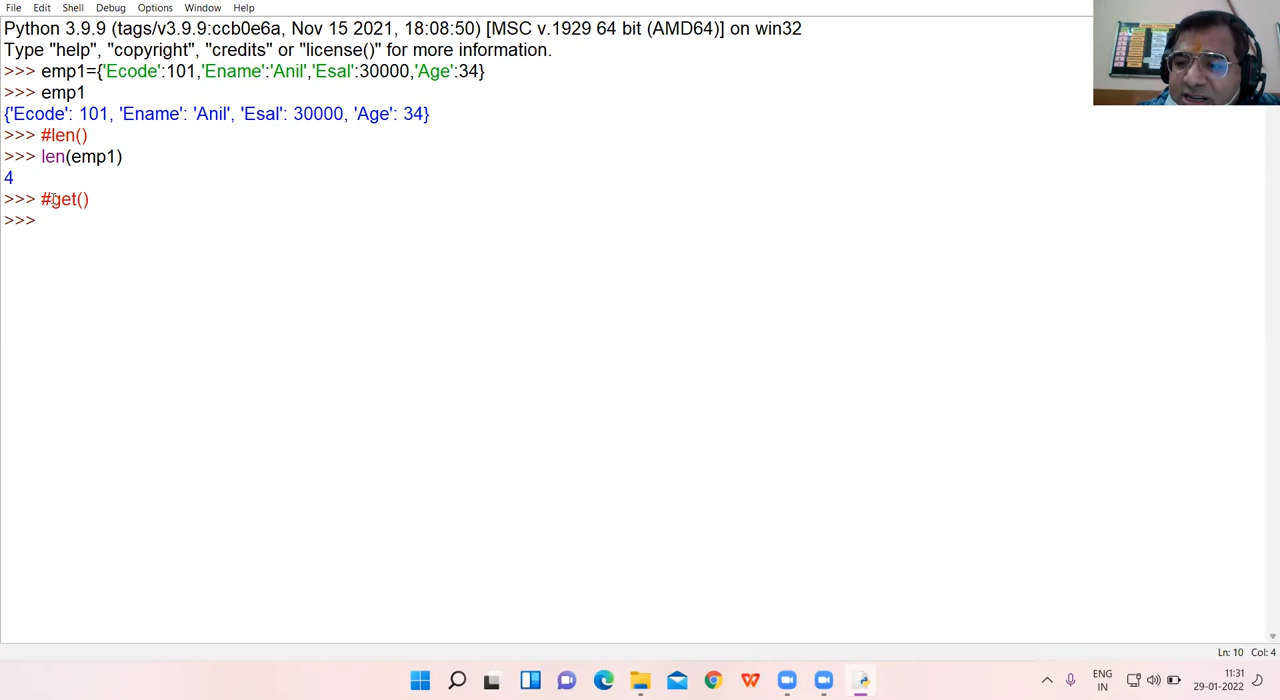 File Edit Shell Debug Options Window Help
Python 3.9.9 (tags/v3.9.9:ccb0e6a, Nov 15 2021, 18:08:50) [MSC v.1929 64 bit (AMD64)] on win32
Type "help", "copyright", "credits" or "license()" for more information.
>>> emp1={'Ecode':101,'Ename':'Anil','Esal':30000,'Age':34}
>>> emp1
{'Ecode': 101, 'Ename': 'Anil', 'Esal': 30000, 'Age': 34}
>>> #len()
>>> len(emp1)
4
>>> #get()
>>>
Ln: 10 Col: 4
ENG
IN
11:31
29-01-2022